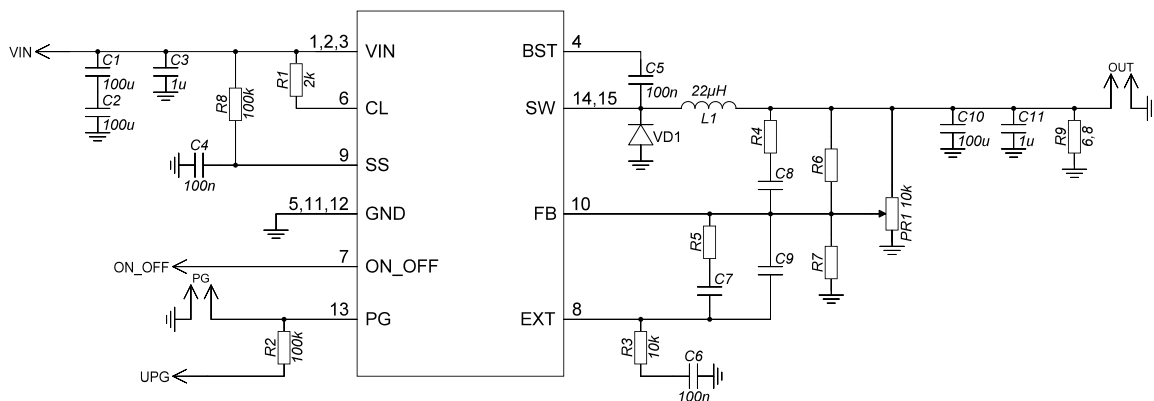 VIN
C1
100u
C2
100u
C3
1u
R8
100k
R1
2k
C4
100n
1,2,3
VIN
6
CL
9
SS
5,11,12
GND
7
ON_OFF
ON_OFF
PG
13
PG
R2
100k
UPG
BST
4
C5
100n
SW
14,15
22µH
L1
VD1
R4
C8
R6
FB
10
R5
C7
C9
R7
PR1 10k
EXT
8
R3
10k
C6
100n
C10
100u
C11
1u
R9
6,8
OUT